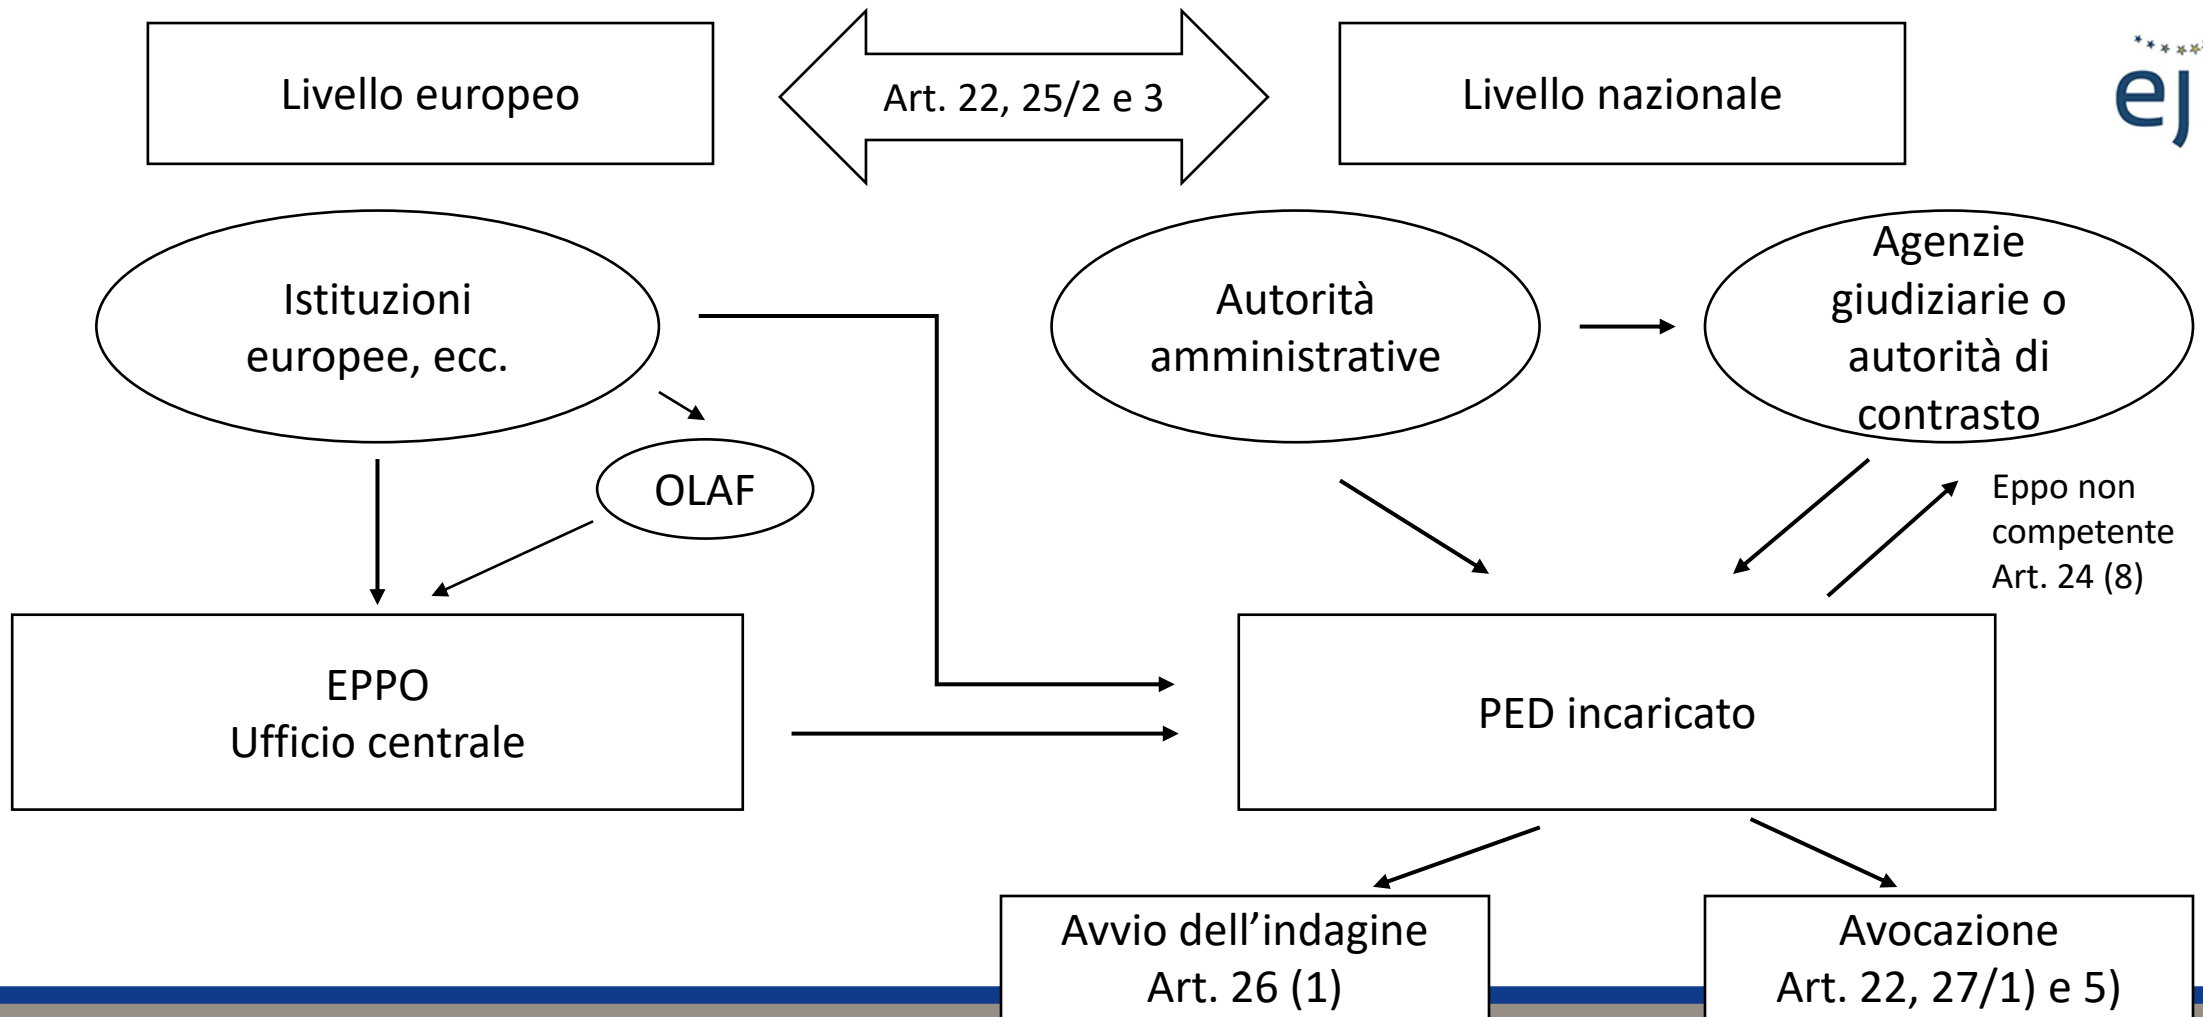 Livello europeo
Art. 22, 25/2 e 3
Livello nazionale
ej
Istituzioni
europee, ecc.
Autorità
amministrative
Agenzie
giudiziarie o
autorità di
contrasto
OLAF
Eppo non
competente
Art. 24 (8)
EPPO
Ufficio centrale
PED incaricato
Avvio dell’indagine
Art. 26 (1)
Avocazione
Art. 22, 27/1) e 5)